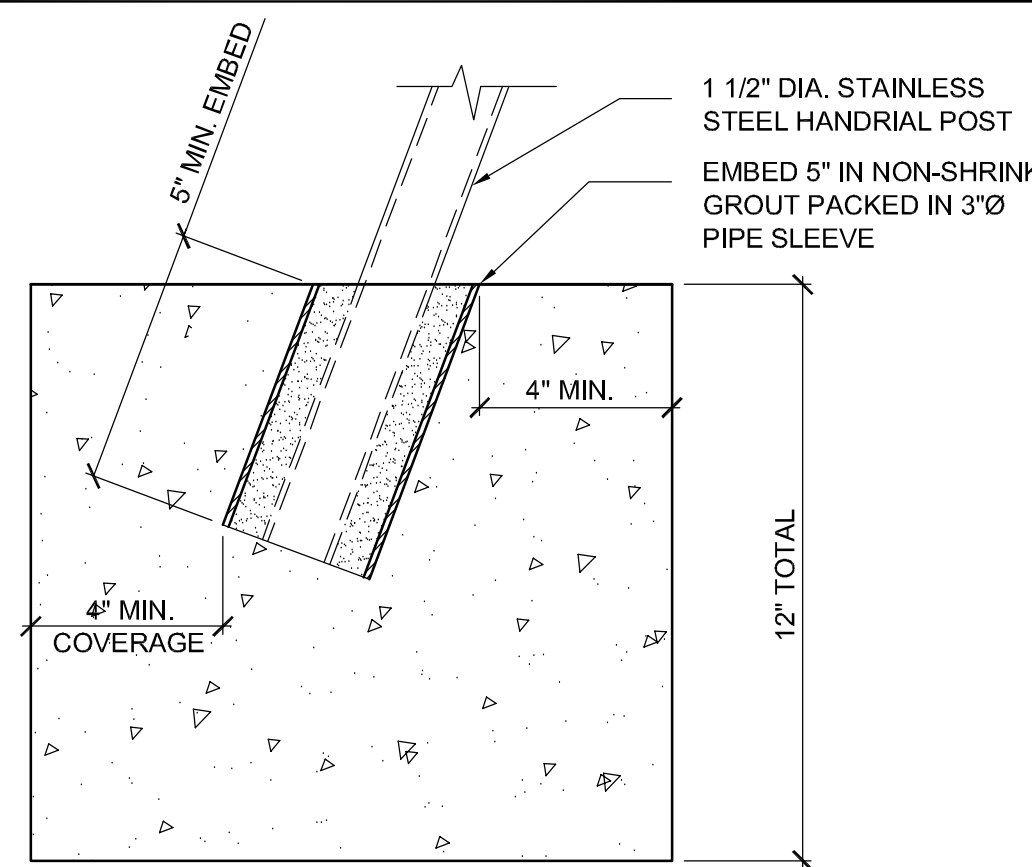 5" MIN. EMBED
1 1/2" DIA. STAINLESS
STEEL HANDRIAL POST
EMBED 5" IN NON-SHRINK
GROUT PACKED IN 3"Ø
PIPE SLEEVE
4" MIN.
12" TOTAL
4" MIN.
COVERAGE